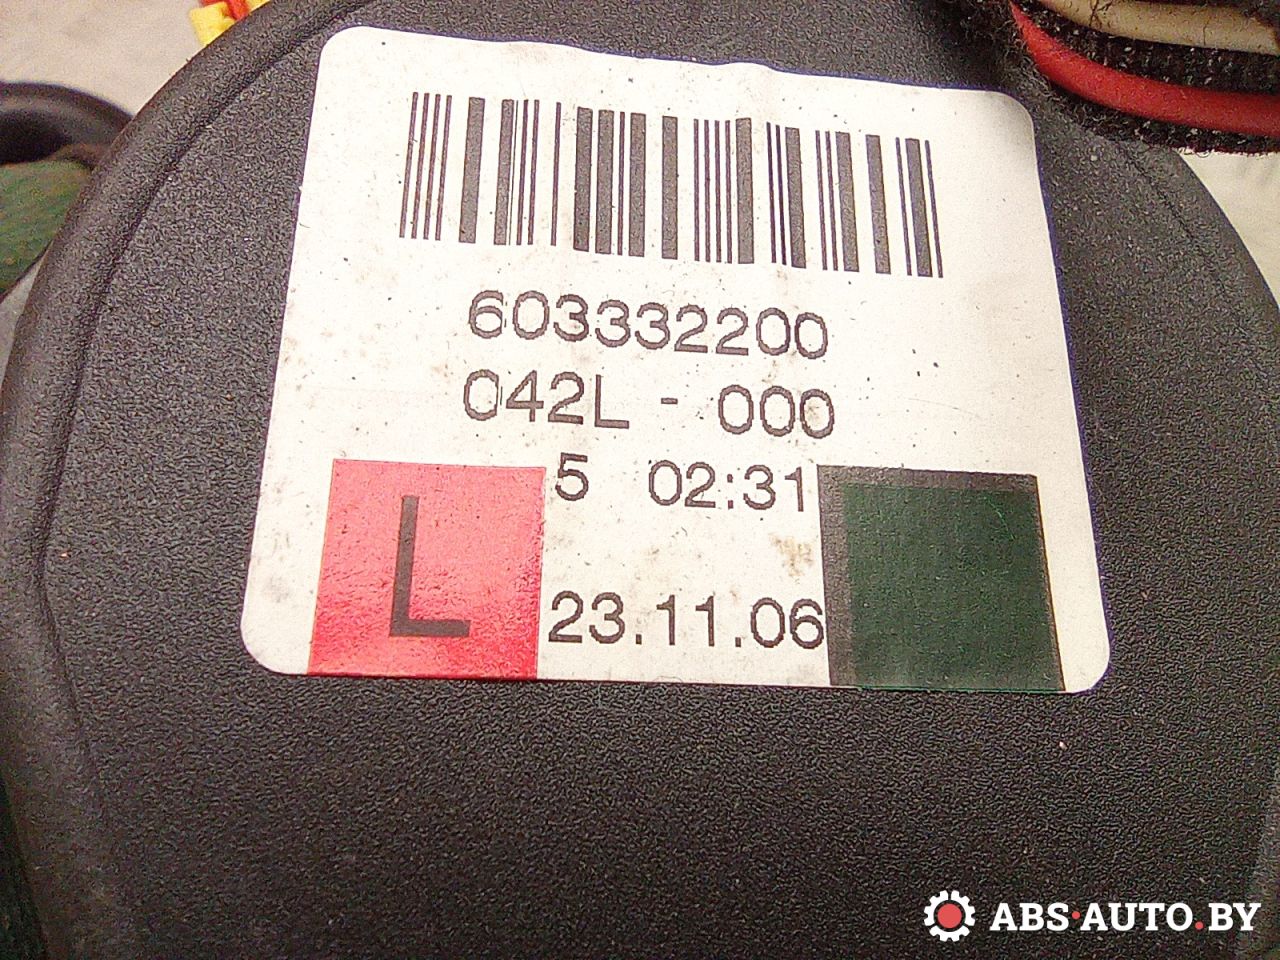 603332200
042L - 000
5 02:31
L
23.11.06
ABS·AUTO.BY